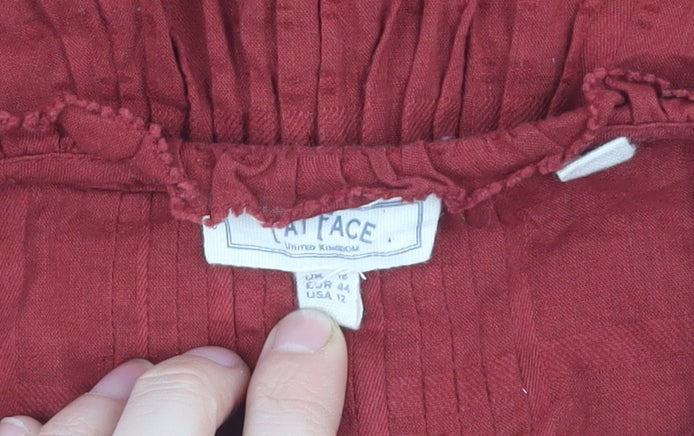 FAT FACE
UNITED KINGDOM
UK 16
EUR 44
USA 12